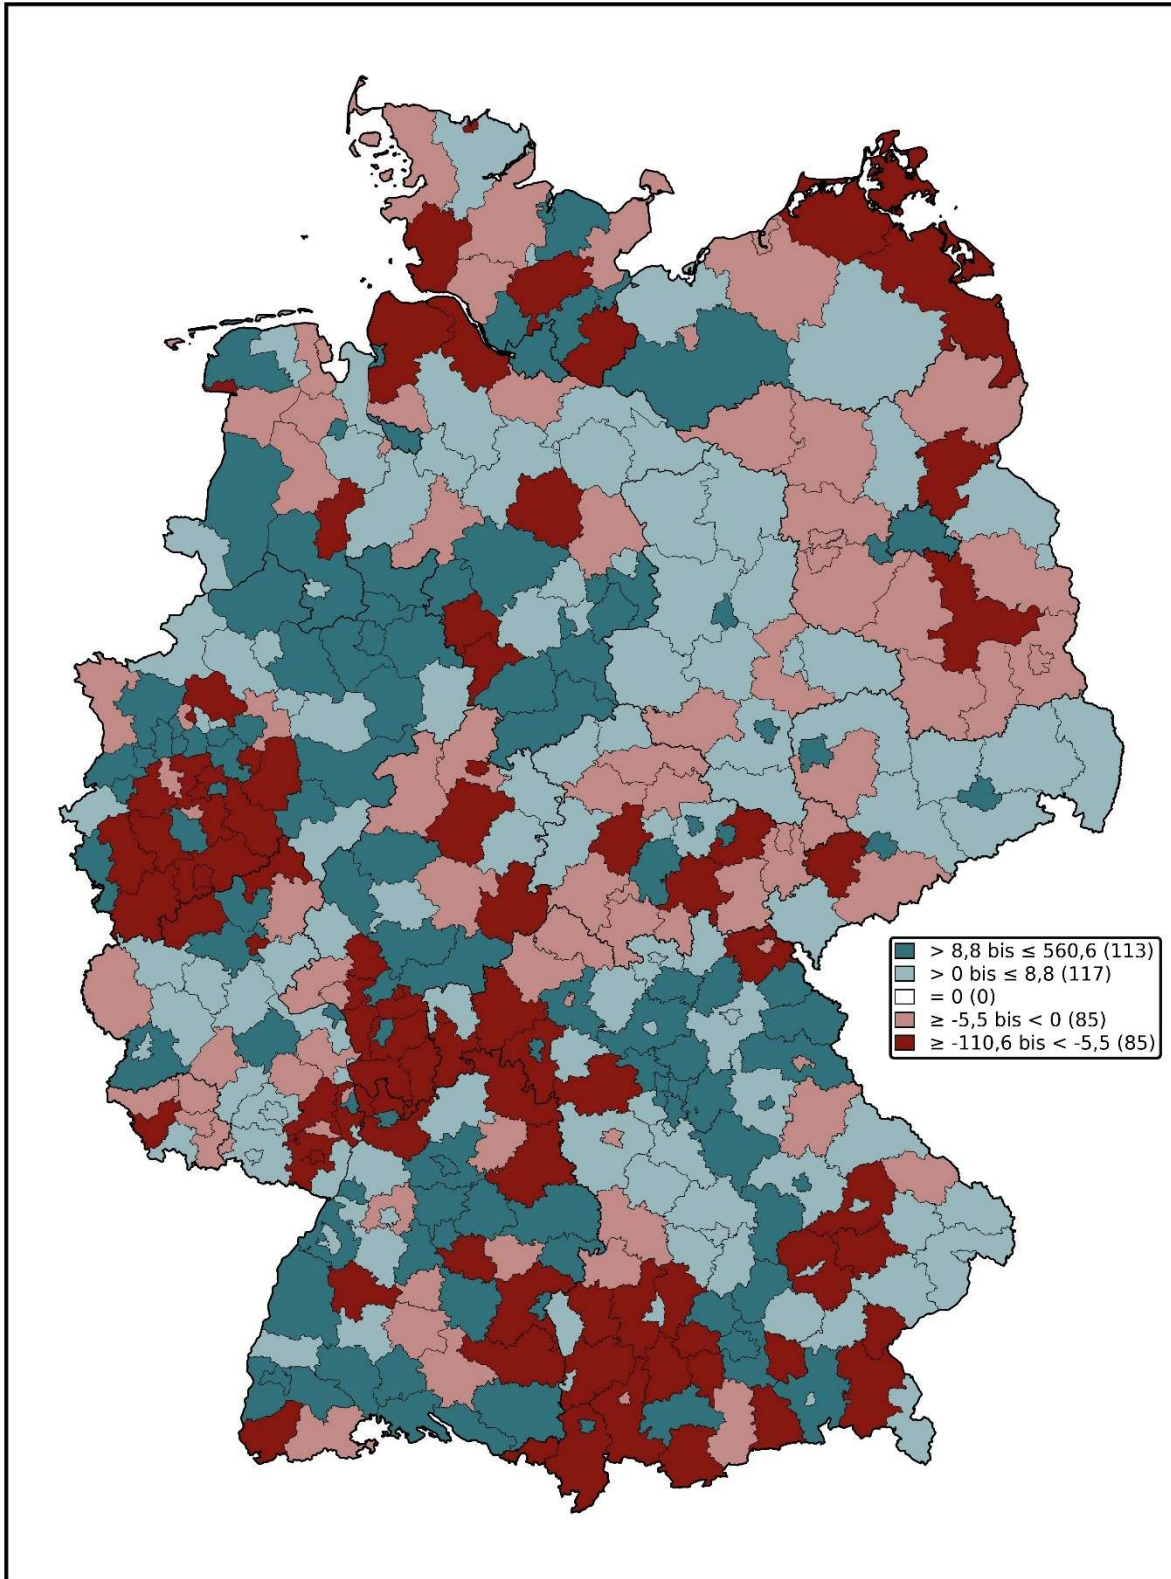 > 8,8 bis ≤ 560,6 (113)
> 0 bis ≤ 8,8 (117)
= 0 (0)
≥ -5,5 bis < 0 (85)
≥ -110,6 bis < -5,5 (85)